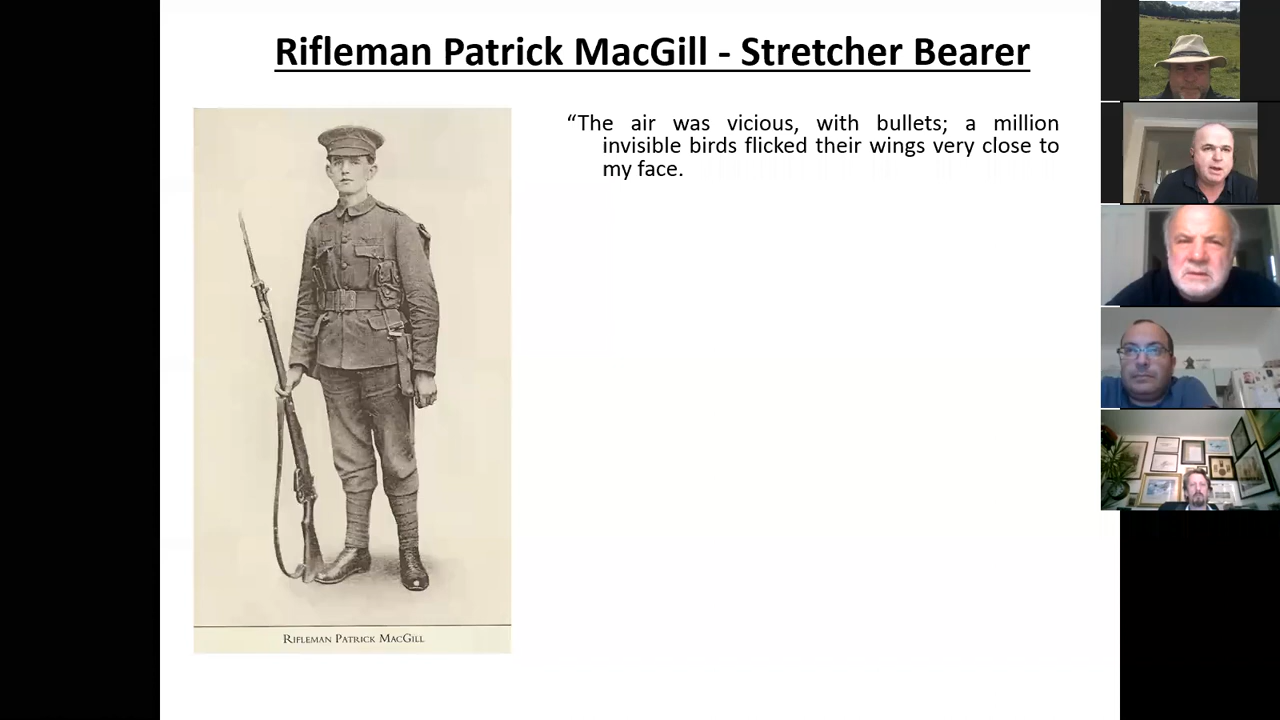 Rifleman Patrick MacGill - Stretcher Bearer
“The air was vicious, with bullets; a million
invisible birds flicked their wings very close to
my face.
Rifleman Patrick MacGill